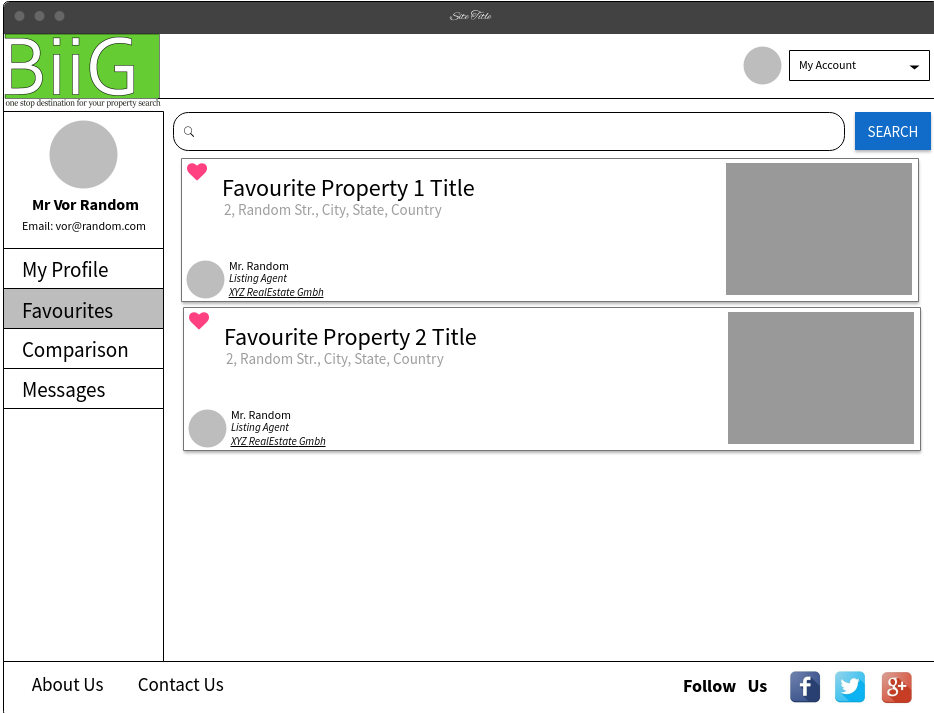 Site Title
BiiG
one stop destination for your property search
My Account
SEARCH
Mr Vor Random
Email: vor@random.com
My Profile
Favourites
Comparison
Messages
Favourite Property 1 Title
2, Random Str., City, State, Country
Mr. Random
Listing Agent
XYZ RealEstate Gmbh
Favourite Property 2 Title
2, Random Str., City, State, Country
Mr. Random
Listing Agent
XYZ RealEstate Gmbh
About Us
Contact Us
Follow Us
f
g+